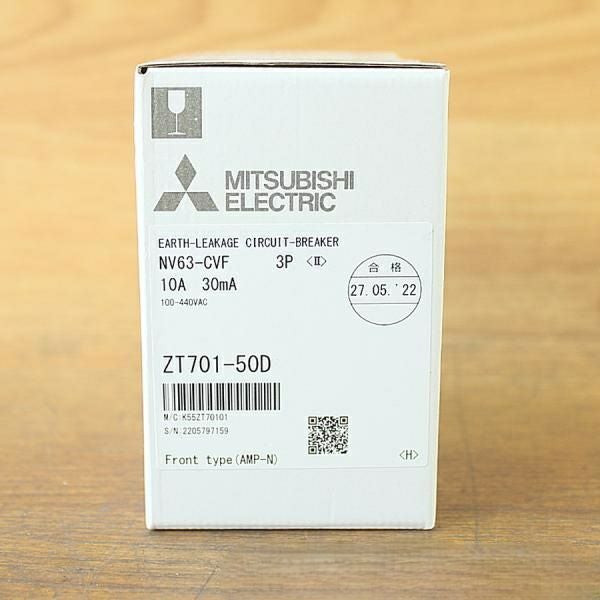 MITSUBISHI
ELECTRIC
EARTH-LEAKAGE CIRCUIT-BREAKER
NV63-CVF 3P <II>
10A 30mA
100-440VAC
合格
27.05.'22
ZT701-50D
M/C:K55ZT70101
S/N:2205797159
Front type(AMP-N) <H>